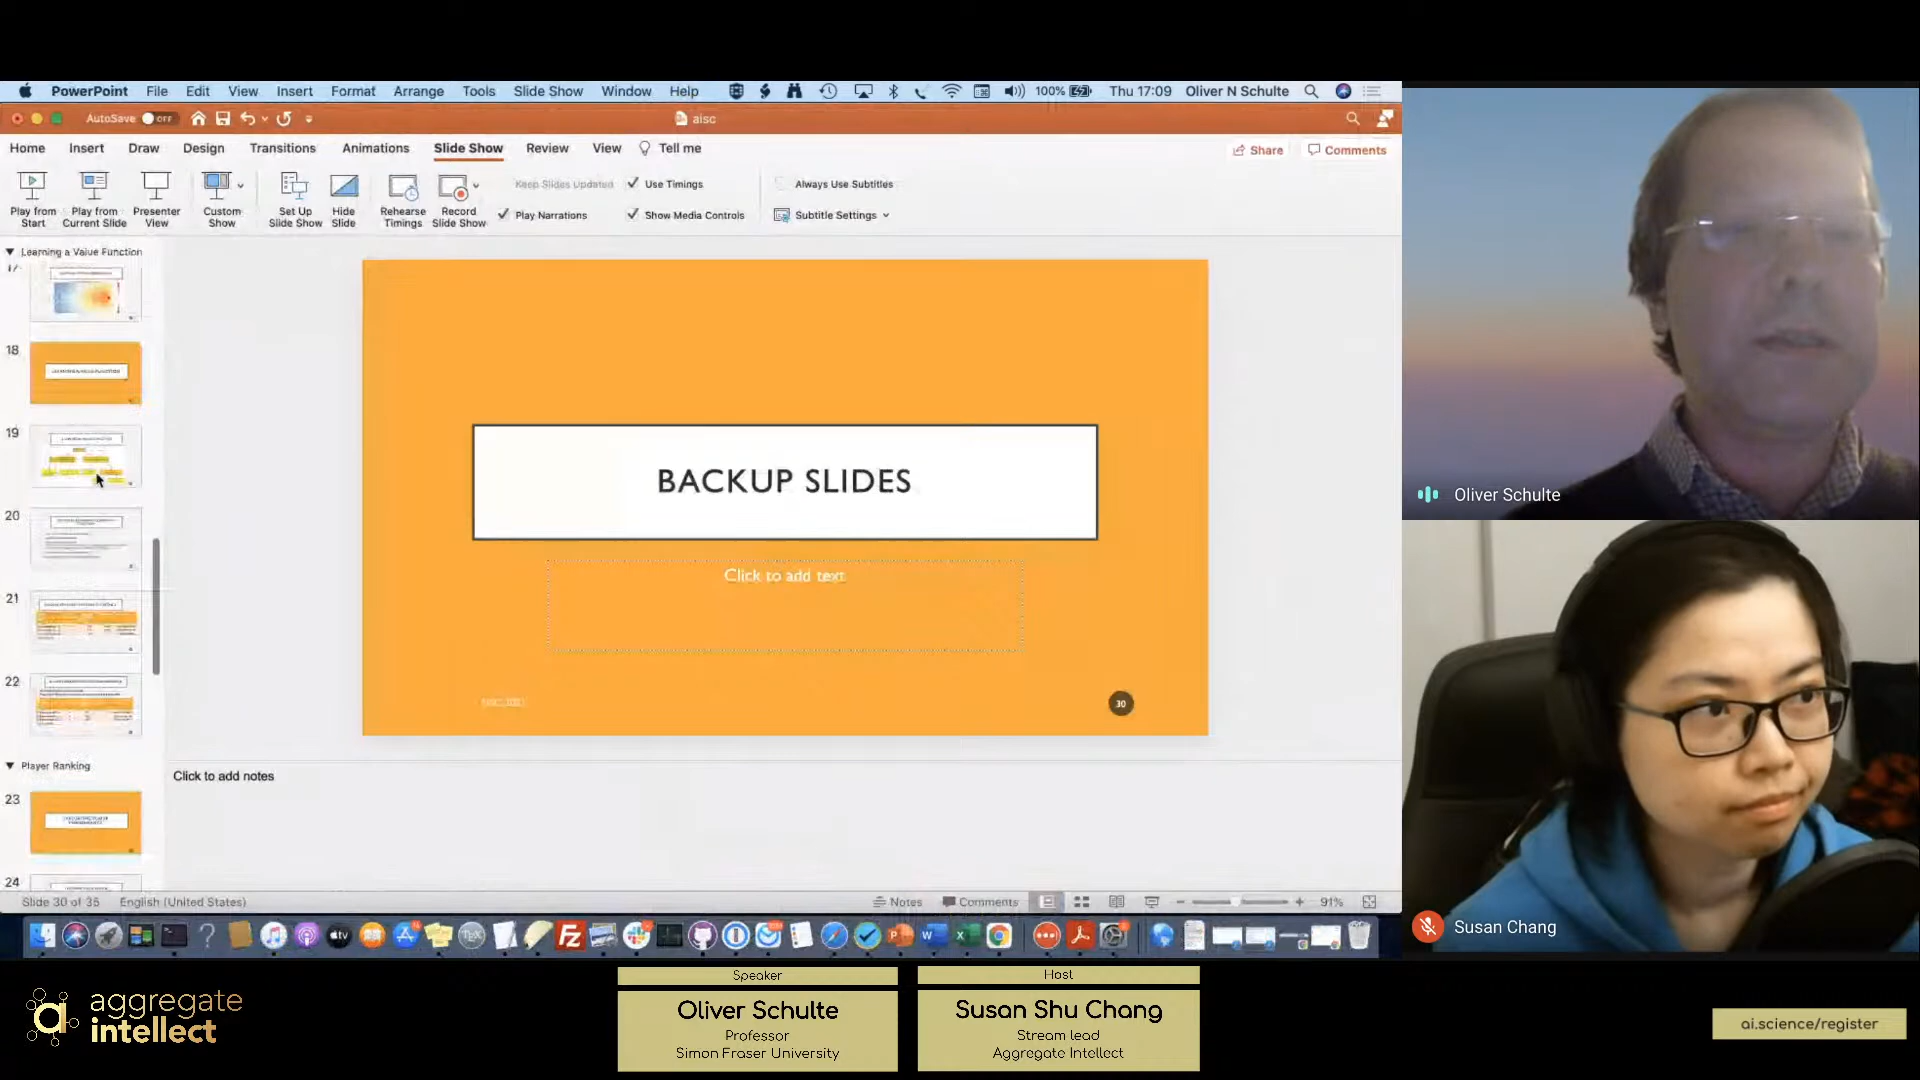 PowerPoint File Edit View Insert Format Arrange Tools Slide Show Window Help 100% Thu 17:09 Oliver N Schulte
AutoSave OFF aisc
Home Insert Draw Design Transitions Animations Slide Show Review View Tell me Share Comments
Keep Slides Updated Use Timings Always Use Subtitles
Play from Start
Play from Current Slide
Presenter View
Custom Show
Set Up Slide Show
Hide Slide
Rehearse Timings
Record Slide Show
Play Narrations Show Media Controls Subtitle Settings
Learning a Value Function
17
18
19
20
21
22
Player Ranking
23
24
BACKUP SLIDES
Click to add text
30
Click to add notes
Slide 30 of 35 English (United States) Notes Comments 91%
Oliver Schulte
Susan Chang
aggregate
intellect
Speaker
Oliver Schulte
Professor
Simon Fraser University
Host
Susan Shu Chang
Stream lead
Aggregate Intellect
ai.science/register